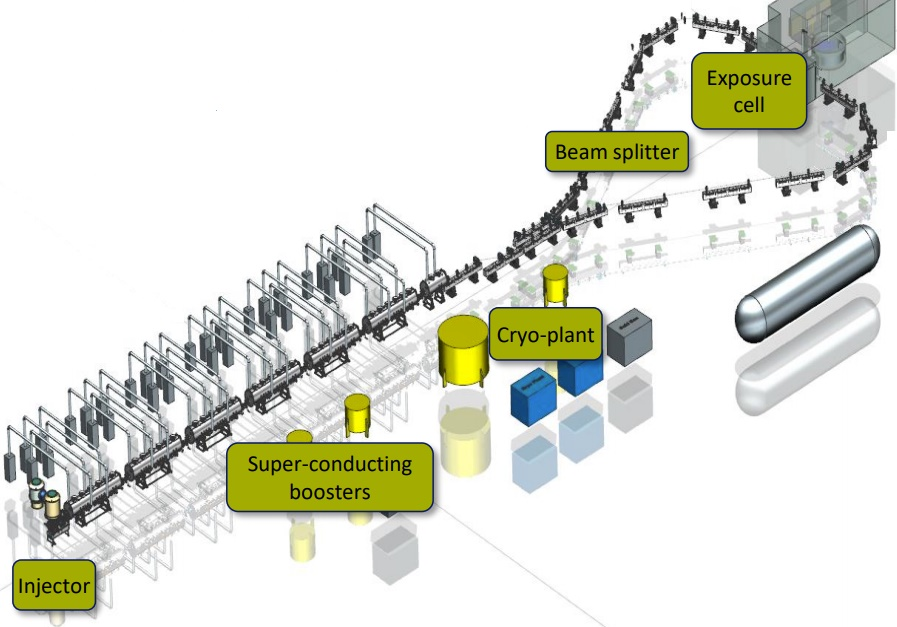 Exposure
cell
Beam splitter
Cryo-plant
Super-conducting
boosters
Injector